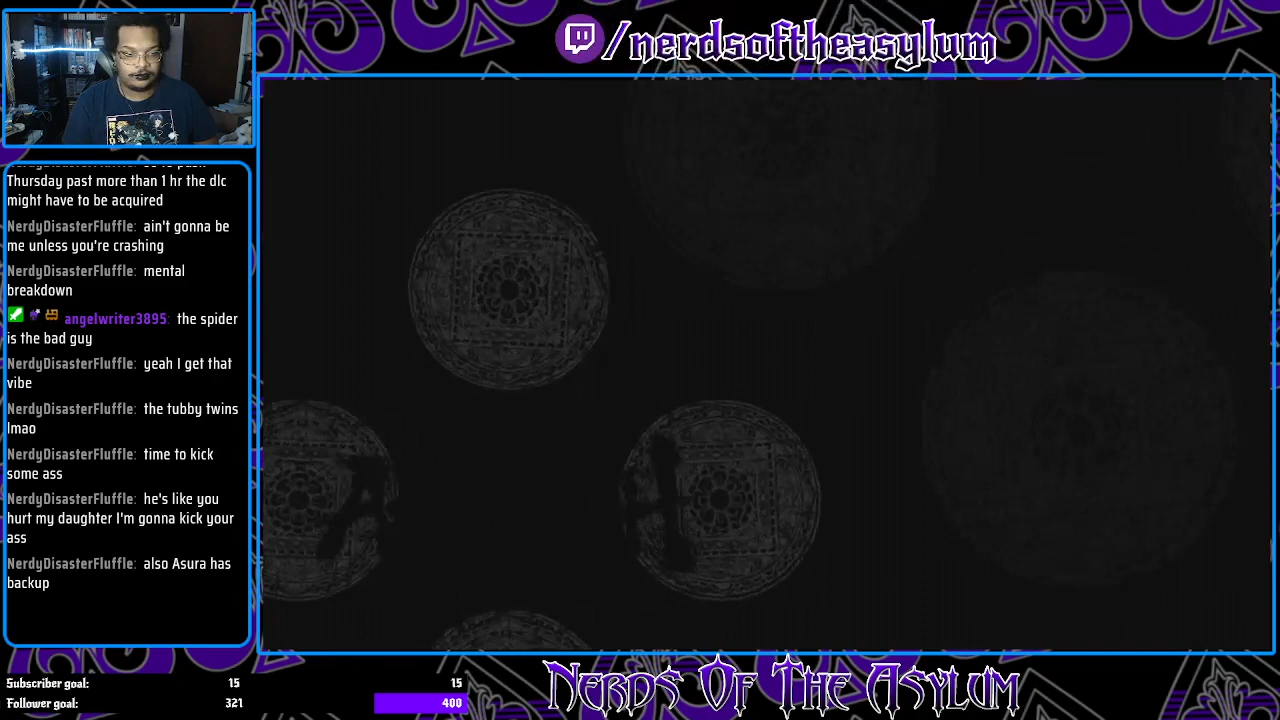 /nerdsoftheasylum
Thursday past more than 1 hr the dlc
might have to be acquired
NerdyDisasterFluffle: ain't gonna be
me unless you're crashing
NerdyDisasterFluffle: mental
breakdown
angelwriter3895: the spider
is the bad guy
NerdyDisasterFluffle: yeah I get that
vibe
NerdyDisasterFluffle: the tubby twins
lmao
NerdyDisasterFluffle: time to kick
some ass
NerdyDisasterFluffle: he's like you
hurt my daughter I'm gonna kick your
ass
NerdyDisasterFluffle: also Asura has
backup
Subscriber goal: 15 15
Follower goal: 321 400
Nerds Of The Asylum